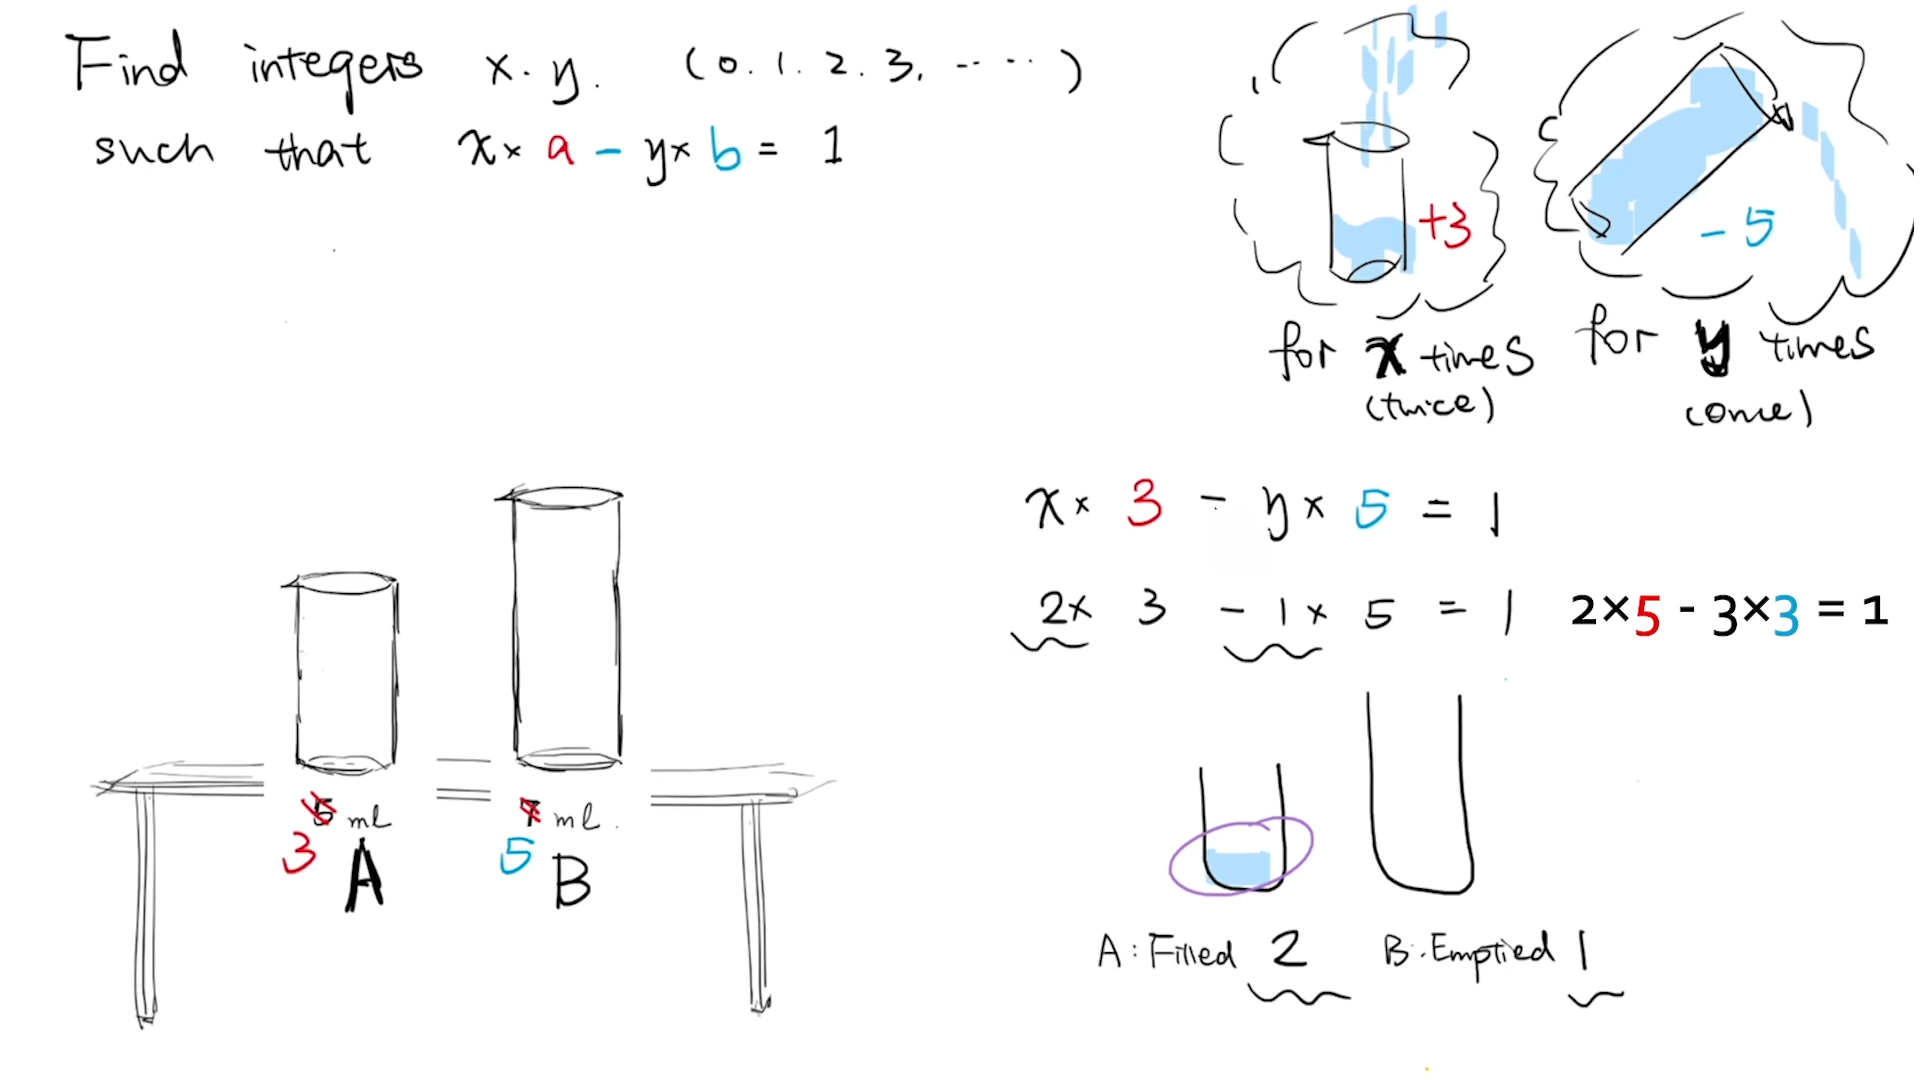 Find integers x. y. (0. 1. 2. 3. ....)
such that x× a - y× b = 1
+3
- 5
for x times
(twice)
for y times
(once)
x× 3 - y× 5 = 1
2× 3 - 1× 5 = 1
2×5 - 3×3 = 1
ml
3
A
7 ml.
5
B
A: Filled 2
B: Emptied 1